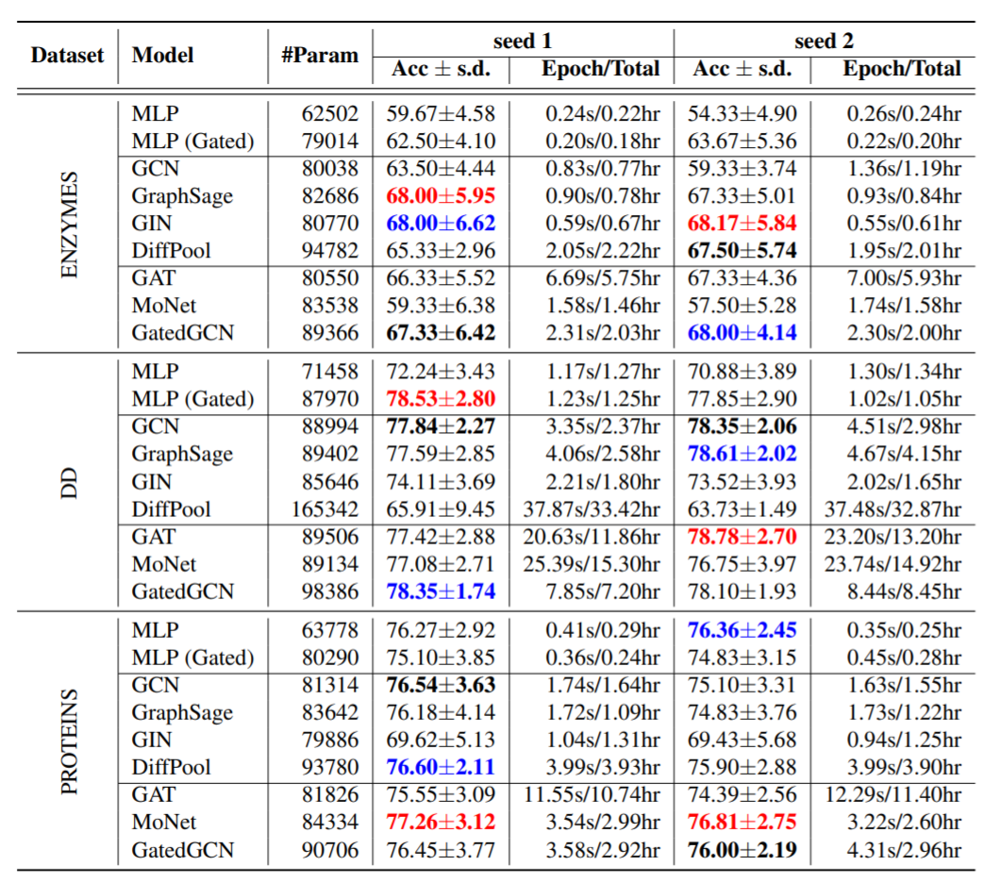 Dataset Model #Param seed 1 seed 2
Acc ± s.d. Epoch/Total Acc ± s.d. Epoch/Total
ENZYMES
MLP 62502 59.67±4.58 0.24s/0.22hr 54.33±4.90 0.26s/0.24hr
MLP (Gated) 79014 62.50±4.10 0.20s/0.18hr 63.67±5.36 0.22s/0.20hr
GCN 80038 63.50±4.44 0.83s/0.77hr 59.33±3.74 1.36s/1.19hr
GraphSage 82686 68.00±5.95 0.90s/0.78hr 67.33±5.01 0.93s/0.84hr
GIN 80770 68.00±6.62 0.59s/0.67hr 68.17±5.84 0.55s/0.61hr
DiffPool 94782 65.33±2.96 2.05s/2.22hr 67.50±5.74 1.95s/2.01hr
GAT 80550 66.33±5.52 6.69s/5.75hr 67.33±4.36 7.00s/5.93hr
MoNet 83538 59.33±6.38 1.58s/1.46hr 57.50±5.28 1.74s/1.58hr
GatedGCN 89366 67.33±6.42 2.31s/2.03hr 68.00±4.14 2.30s/2.00hr
DD
MLP 71458 72.24±3.43 1.17s/1.27hr 70.88±3.89 1.30s/1.34hr
MLP (Gated) 87970 78.53±2.80 1.23s/1.25hr 77.85±2.90 1.02s/1.05hr
GCN 88994 77.84±2.27 3.35s/2.37hr 78.35±2.06 4.51s/2.98hr
GraphSage 89402 77.59±2.85 4.06s/2.58hr 78.61±2.02 4.67s/4.15hr
GIN 85646 74.11±3.69 2.21s/1.80hr 73.52±3.93 2.02s/1.65hr
DiffPool 165342 65.91±9.45 37.87s/33.42hr 63.73±1.49 37.48s/32.87hr
GAT 89506 77.42±2.88 20.63s/11.86hr 78.78±2.70 23.20s/13.20hr
MoNet 89134 77.08±2.71 25.39s/15.30hr 76.75±3.97 23.74s/14.92hr
GatedGCN 98386 78.35±1.74 7.85s/7.20hr 78.10±1.93 8.44s/8.45hr
PROTEINS
MLP 63778 76.27±2.92 0.41s/0.29hr 76.36±2.45 0.35s/0.25hr
MLP (Gated) 80290 75.10±3.85 0.36s/0.24hr 74.83±3.15 0.45s/0.28hr
GCN 81314 76.54±3.63 1.74s/1.64hr 75.10±3.31 1.63s/1.55hr
GraphSage 83642 76.18±4.14 1.72s/1.09hr 74.83±3.76 1.73s/1.22hr
GIN 79886 69.62±5.13 1.04s/1.31hr 69.43±5.68 0.94s/1.25hr
DiffPool 93780 76.60±2.11 3.99s/3.93hr 75.90±2.88 3.99s/3.90hr
GAT 81826 75.55±3.09 11.55s/10.74hr 74.39±2.56 12.29s/11.40hr
MoNet 84334 77.26±3.12 3.54s/2.99hr 76.81±2.75 3.22s/2.60hr
GatedGCN 90706 76.45±3.77 3.58s/2.92hr 76.00±2.19 4.31s/2.96hr